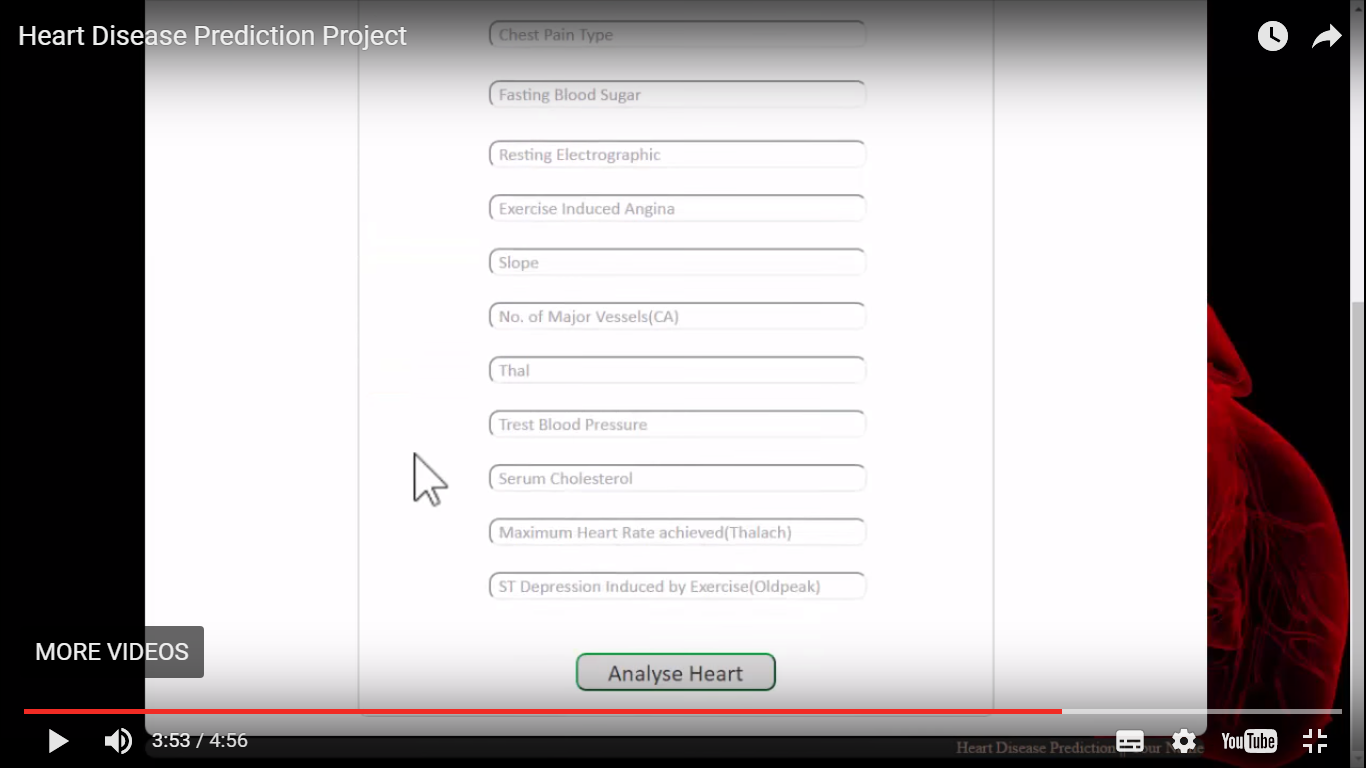 Heart Disease Prediction Project
Chest Pain Type
Fasting Blood Sugar
Resting Electrographic
Exercise Induced Angina
Slope
No. of Major Vessels(CA)
Thal
Trest Blood Pressure
Serum Cholesterol
Maximum Heart Rate achieved(Thalach)
ST Depression Induced by Exercise(Oldpeak)
MORE VIDEOS
Analyse Heart
3:53 / 4:56
YouTube
Heart Disease Prediction